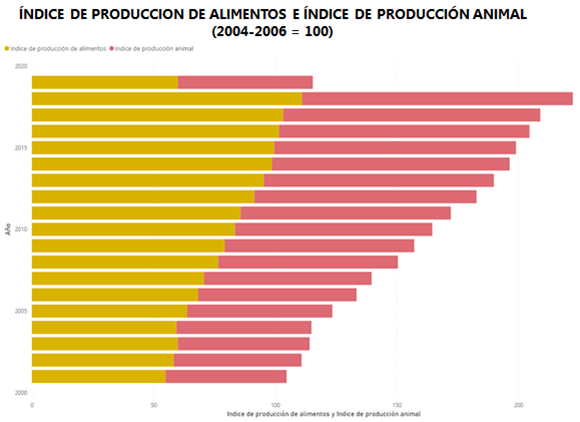 ÍNDICE DE PRODUCCION DE ALIMENTOS E ÍNDICE DE PRODUCCIÓN ANIMAL
(2004-2006 = 100)
Indice de producción de alimentos Indice de producción animal
2020
2015
2010
2005
2000
Año
0 50 100 150 200
Indice de producción de alimentos y Indice de producción animal